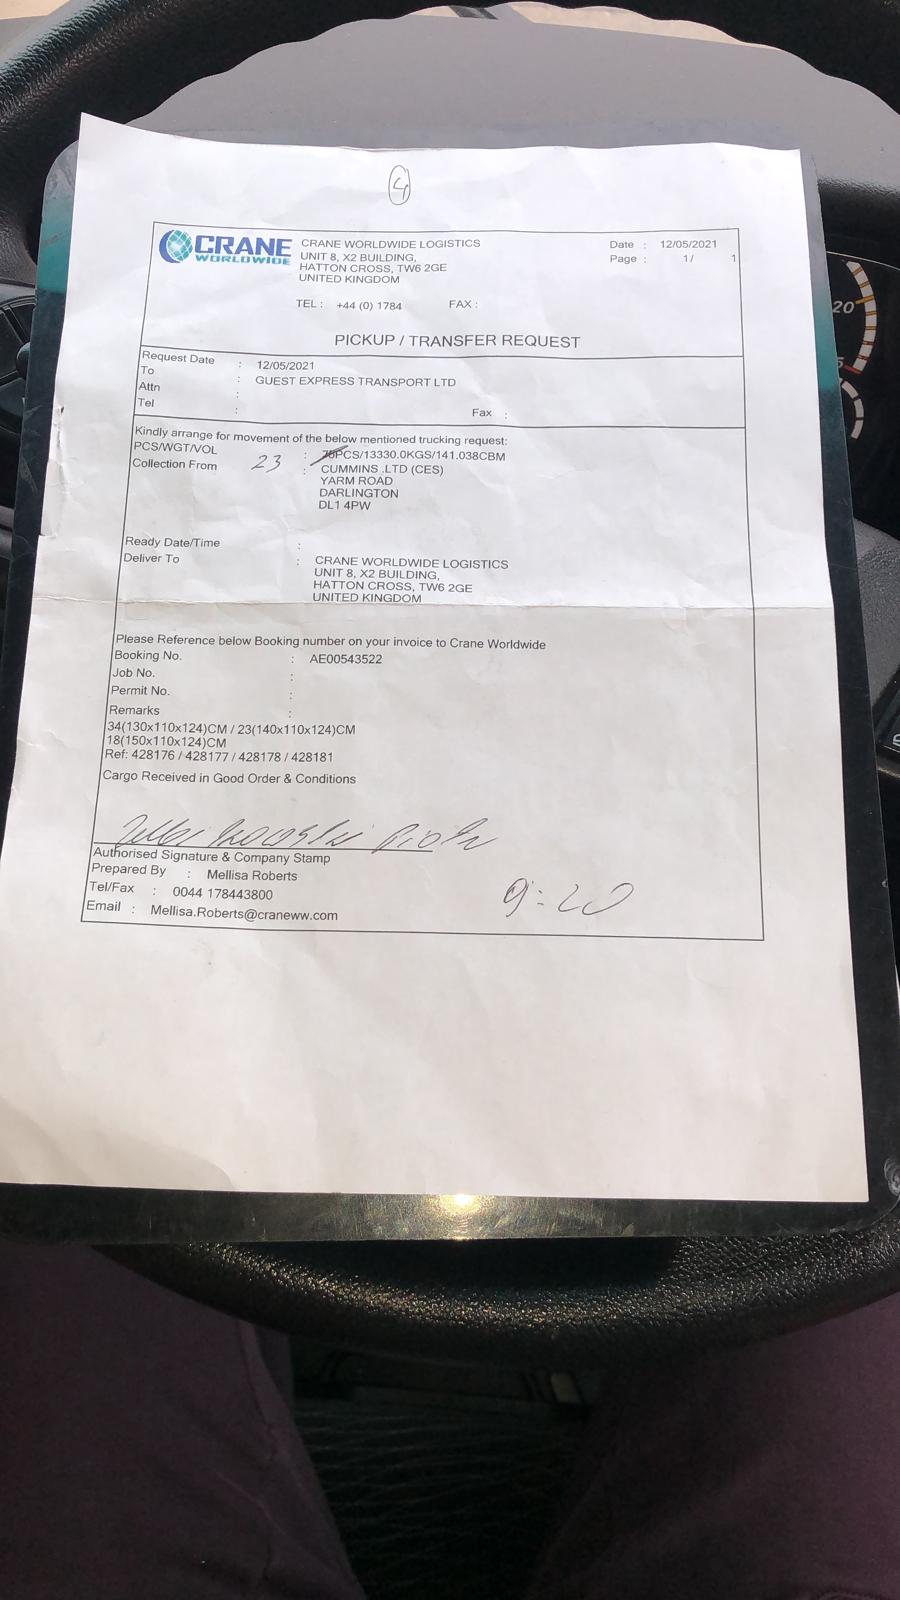 4
CRANE
WORLDWIDE
CRANE WORLDWIDE LOGISTICS
UNIT 8, X2 BUILDING,
HATTON CROSS, TW6 2GE
UNITED KINGDOM
Date : 12/05/2021
Page : 1/ 1
TEL : +44 (0) 1784 FAX :
PICKUP / TRANSFER REQUEST
Request Date : 12/05/2021
To : GUEST EXPRESS TRANSPORT LTD
Attn :
Tel : Fax :
Kindly arrange for movement of the below mentioned trucking request:
PCS/WGT/VOL : 75PCS/13330.0KGS/141.038CBM
23
Collection From : CUMMINS .LTD (CES)
YARM ROAD
DARLINGTON
DL1 4PW
Ready Date/Time :
Deliver To : CRANE WORLDWIDE LOGISTICS
UNIT 8, X2 BUILDING,
HATTON CROSS, TW6 2GE
UNITED KINGDOM
Please Reference below Booking number on your invoice to Crane Worldwide
Booking No. : AE00543522
Job No. :
Permit No. :
Remarks :
34(130x110x124)CM / 23(140x110x124)CM
18(150x110x124)CM
Ref: 428176 / 428177 / 428178 / 428181
Cargo Received in Good Order & Conditions
Authorised Signature & Company Stamp
Prepared By : Mellisa Roberts
Tel/Fax : 0044 178443800
Email : Mellisa.Roberts@craneww.com
9:20
20